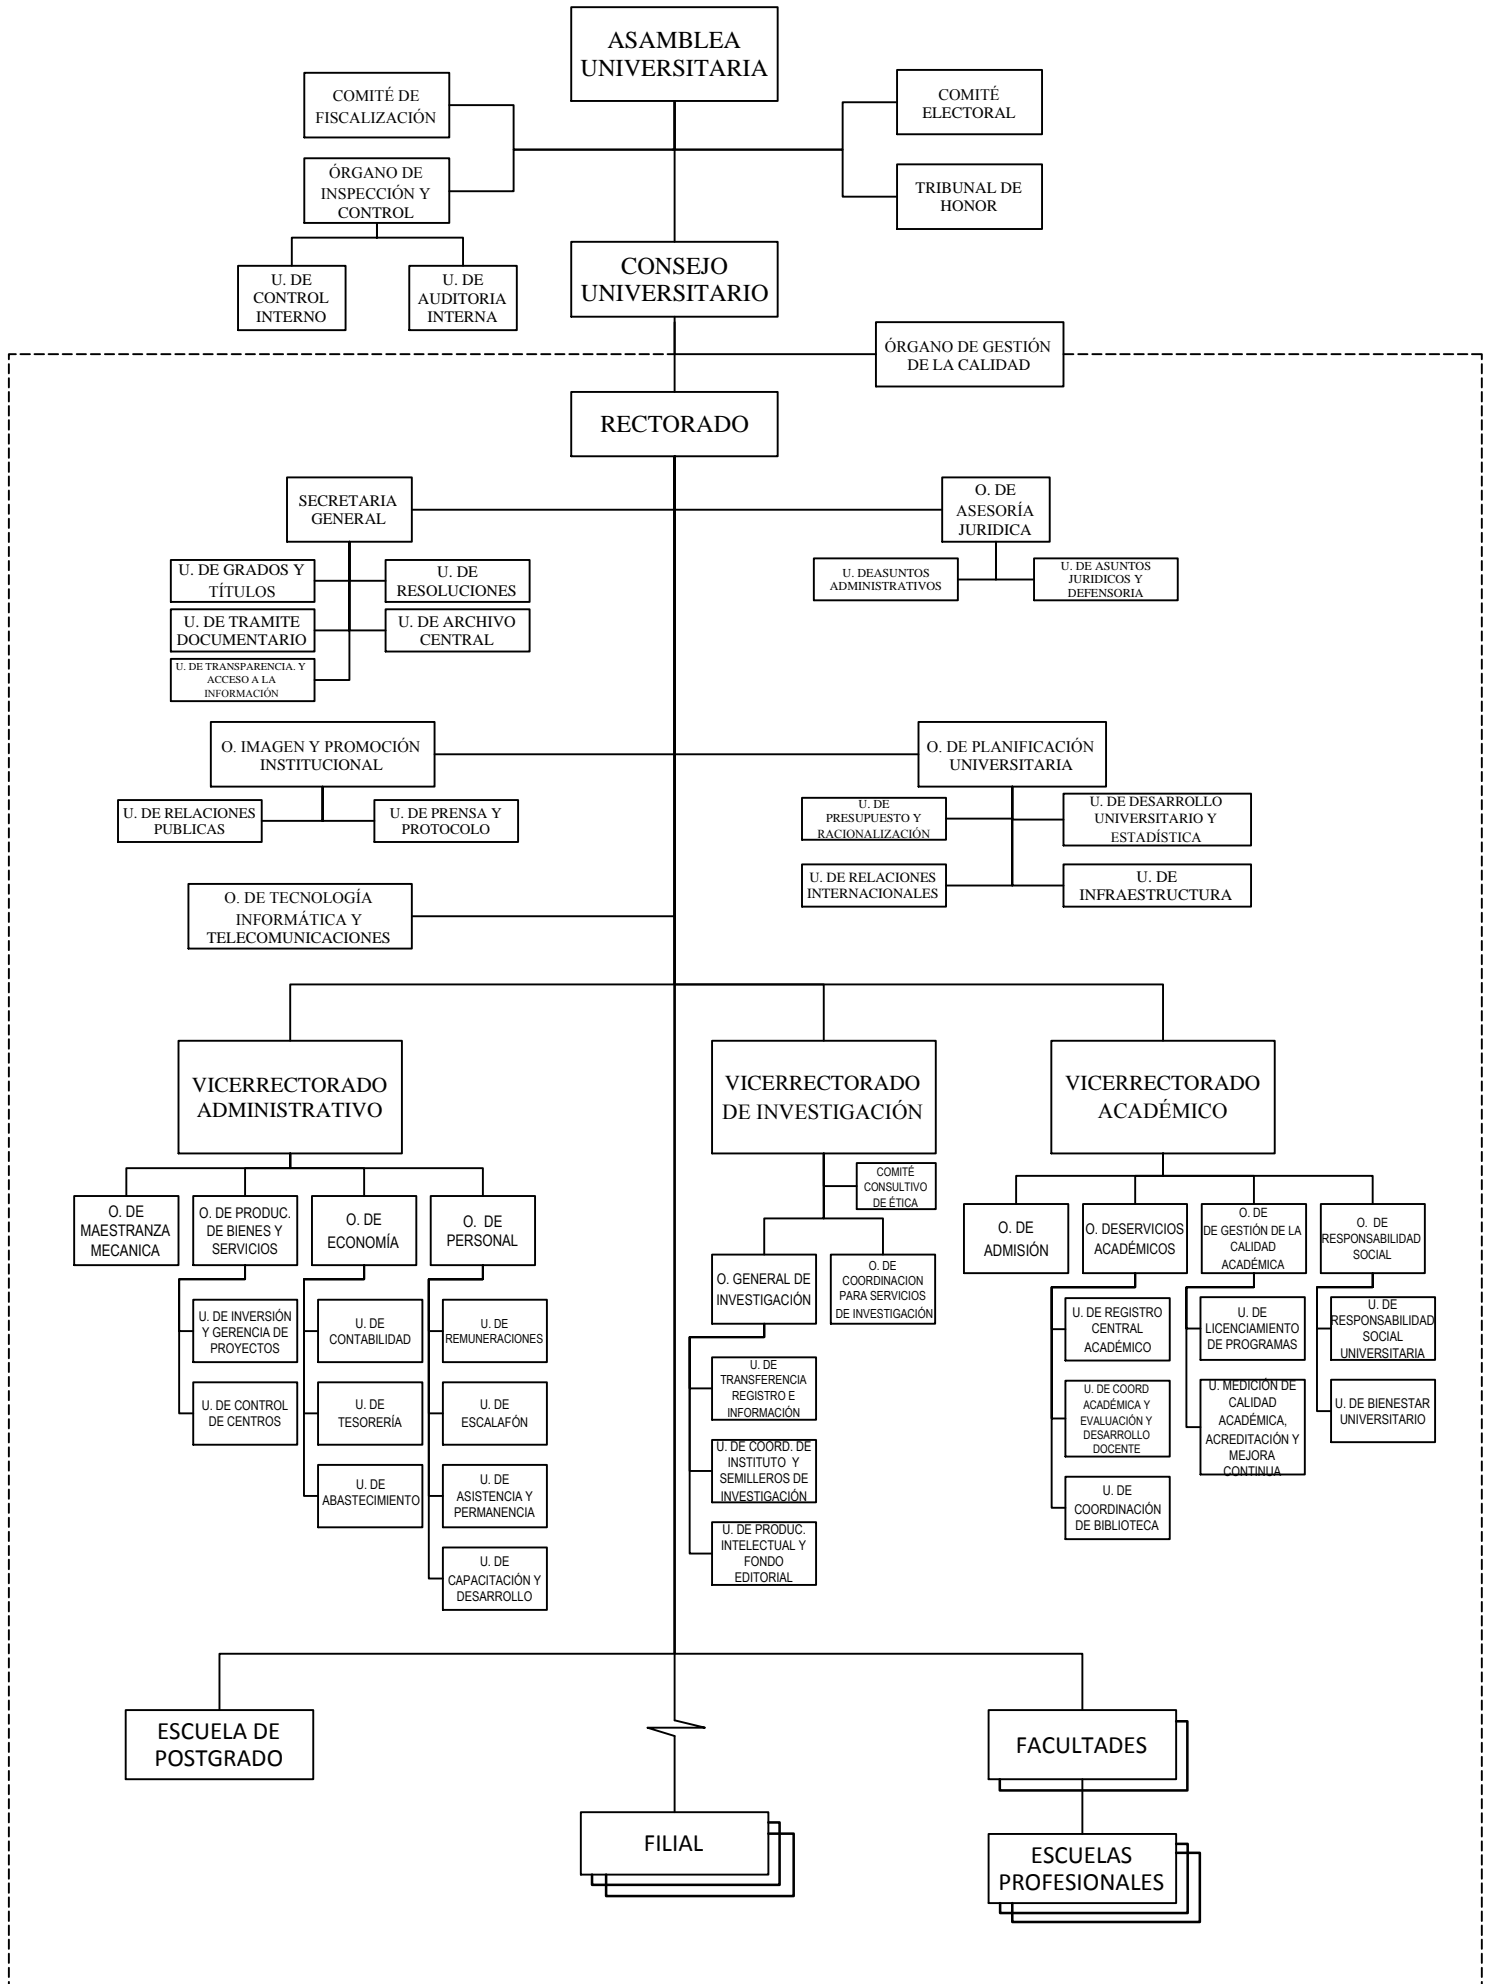 ASAMBLEA
UNIVERSITARIA
COMITÉ DE
FISCALIZACIÓN
COMITÉ
ELECTORAL
ÓRGANO DE
INSPECCIÓN Y
CONTROL
TRIBUNAL DE
HONOR
U. DE
CONTROL
INTERNO
U. DE
AUDITORIA
INTERNA
CONSEJO
UNIVERSITARIO
ÓRGANO DE GESTIÓN
DE LA CALIDAD
RECTORADO
SECRETARIA
GENERAL
O. DE
ASESORÍA
JURIDICA
U. DE GRADOS Y
TÍTULOS
U. DE
RESOLUCIONES
U. DEASUNTOS
ADMINISTRATIVOS
U. DE ASUNTOS
JURIDICOS Y
DEFENSORIA
U. DE TRAMITE
DOCUMENTARIO
U. DE ARCHIVO
CENTRAL
U. DE TRANSPARENCIA. Y
ACCESO A LA
INFORMACIÓN
O. IMAGEN Y PROMOCIÓN
INSTITUCIONAL
O. DE PLANIFICACIÓN
UNIVERSITARIA
U. DE RELACIONES
PUBLICAS
U. DE PRENSA Y
PROTOCOLO
U. DE
PRESUPUESTO Y
RACIONALIZACIÓN
U. DE DESARROLLO
UNIVERSITARIO Y
ESTADÍSTICA
U. DE RELACIONES
INTERNACIONALES
U. DE
INFRAESTRUCTURA
O. DE TECNOLOGÍA
INFORMÁTICA Y
TELECOMUNICACIONES
VICERRECTORADO
ADMINISTRATIVO
VICERRECTORADO
DE INVESTIGACIÓN
VICERRECTORADO
ACADÉMICO
O. DE
MAESTRANZA
MECANICA
O. DE PRODUC.
DE BIENES Y
SERVICIOS
O. DE
ECONOMÍA
O. DE
PERSONAL
COMITÉ
CONSULTIVO
DE ÉTICA
O. GENERAL DE
INVESTIGACIÓN
O. DE
COORDINACION
PARA SERVICIOS
DE INVESTIGACIÓN
O. DE
ADMISIÓN
O. DESERVICIOS
ACADÉMICOS
O. DE
DE GESTIÓN DE LA
CALIDAD
ACADÉMICA
O. DE
RESPONSABILIDAD
SOCIAL
U. DE INVERSIÓN
Y GERENCIA DE
PROYECTOS
U. DE
CONTABILIDAD
U. DE
REMUNERACIONES
U. DE REGISTRO
CENTRAL
ACADÉMICO
U. DE
LICENCIAMIENTO
DE PROGRAMAS
U. DE
RESPONSABILIDAD
SOCIAL
UNIVERSITARIA
U. DE CONTROL
DE CENTROS
U. DE
TESORERÍA
U. DE
ESCALAFÓN
U. DE
TRANSFERENCIA
REGISTRO E
INFORMACIÓN
U. DE COORD
ACADÉMICA Y
EVALUACIÓN Y
DESARROLLO
DOCENTE
U. MEDICIÓN DE
CALIDAD
ACADÉMICA,
ACREDITACIÓN Y
MEJORA
CONTINUA
U. DE BIENESTAR
UNIVERSITARIO
U. DE
ABASTECIMIENTO
U. DE
ASISTENCIA Y
PERMANENCIA
U. DE COORD. DE
INSTITUTO Y
SEMILLEROS DE
INVESTIGACIÓN
U. DE
COORDINACIÓN
DE BIBLIOTECA
U. DE
CAPACITACIÓN Y
DESARROLLO
U. DE PRODUC.
INTELECTUAL Y
FONDO
EDITORIAL
ESCUELA DE
POSTGRADO
FACULTADES
FILIAL
ESCUELAS
PROFESIONALES